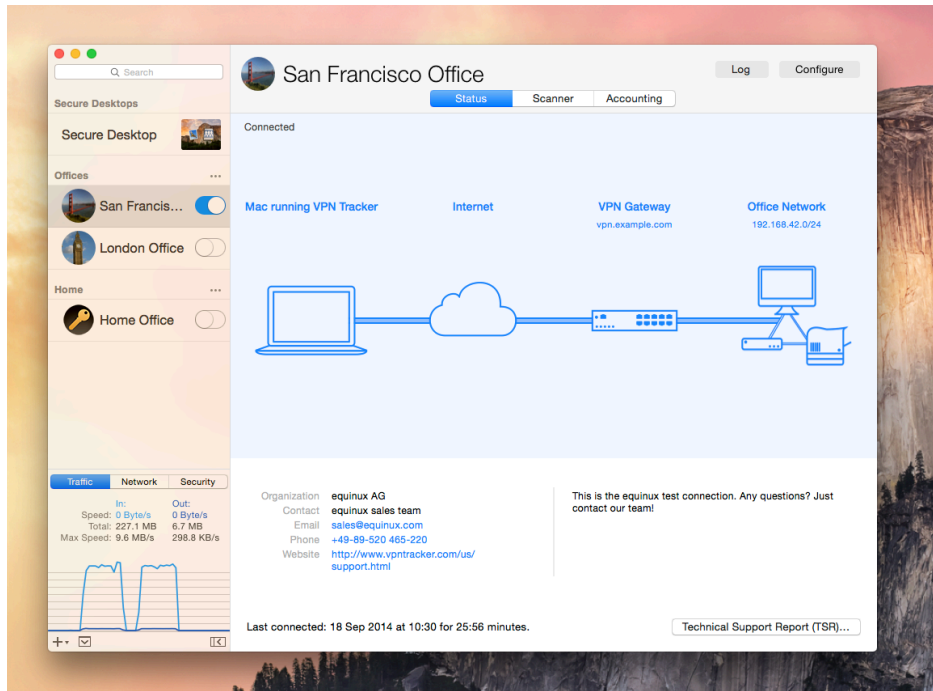 Search
Secure Desktops
Secure Desktop
Offices
San Francis...
London Office
Home
Home Office
Traffic Network Security
In: Out:
Speed: 0 Byte/s 0 Byte/s
Total: 227.1 MB 6.7 MB
Max Speed: 9.6 MB/s 298.8 KB/s
San Francisco Office
Log Configure
Status Scanner Accounting
Connected
Mac running VPN Tracker Internet VPN Gateway Office Network
vpn.example.com 192.168.42.0/24
Organization equinux AG
Contact equinux sales team
Email sales@equinux.com
Phone +49-89-520 465-220
Website http://www.vpntracker.com/us/
support.html
This is the equinux test connection. Any questions? Just
contact our team!
Last connected: 18 Sep 2014 at 10:30 for 25:56 minutes.
Technical Support Report (TSR)...